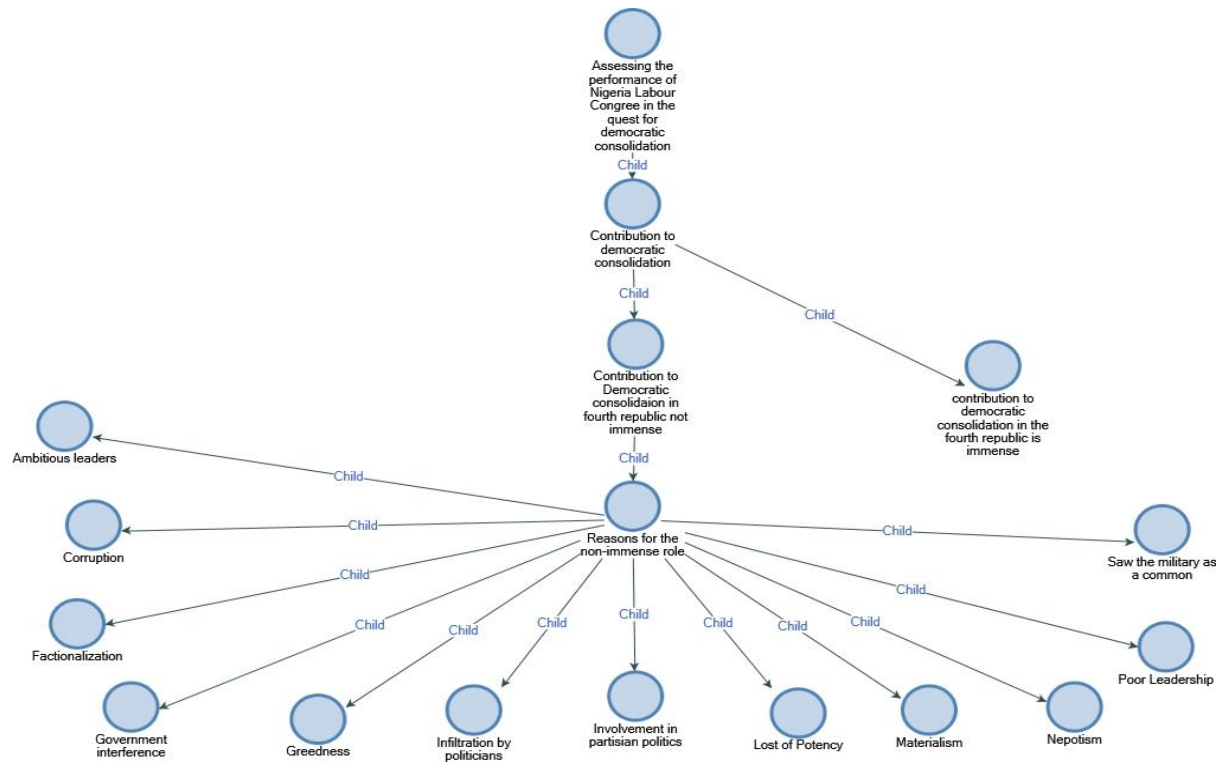 Assessing the
performance of
Nigeria Labour
Congree in the
quest for
democratic
consolidation
Child
Contribution to
democratic
consolidation
Child
Child
Contribution to
Democratic
consolidaion in
fourth republic not
immense
contribution to
democratic
consolidation in the
fourth republic is
immense
Child
Reasons for the
non-immense role
Child
Ambitious leaders
Child
Corruption
Child
Factionalization
Child
Government
interference
Child
Greedness
Child
Infiltration by
politicians
Child
Involvement in
partisian politics
Child
Lost of Potency
Child
Materialism
Child
Nepotism
Child
Poor Leadership
Child
Saw the military as
a common